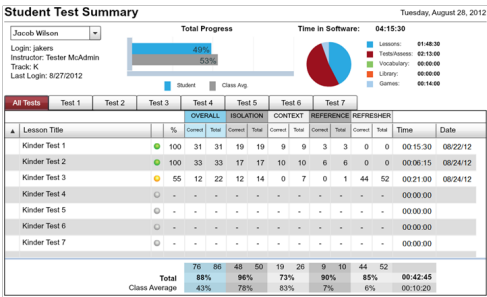 Student Test Summary
Tuesday, August 28, 2012
Jacob Wilson
Login: jakers
Instructor: Tester McAdmin
Track: K
Last Login: 8/27/2012
Total Progress
49%
53%
Student Class Avg.
Time in Software: 04:15:30
Lessons: 01:48:30
Tests/Assess: 02:13:00
Vocabulary: 00:00:00
Library: 00:00:00
Games: 00:14:00
All Tests Test 1 Test 2 Test 3 Test 4 Test 5 Test 6 Test 7
OVERALL ISOLATION CONTEXT REFERENCE REFRESHER
Lesson Title % Correct Total Correct Total Correct Total Correct Total Correct Total Time Date
Kinder Test 1 100 31 31 19 19 9 9 3 3 0 0 00:15:30 08/22/12
Kinder Test 2 100 33 33 17 17 10 10 6 6 0 0 00:06:15 08/24/12
Kinder Test 3 55 12 22 12 14 0 7 0 1 44 52 00:21:00 08/24/12
Kinder Test 4 - - - - - - - - - - - 00:00:00
Kinder Test 5 - - - - - - - - - - - 00:00:00
Kinder Test 6 - - - - - - - - - - - 00:00:00
Kinder Test 7 - - - - - - - - - - - 00:00:00
76 86 48 50 19 26 9 10 44 52
Total 88% 96% 73% 90% 85% 00:42:45
Class Average 43% 78% 83% 7% 6% 00:10:20